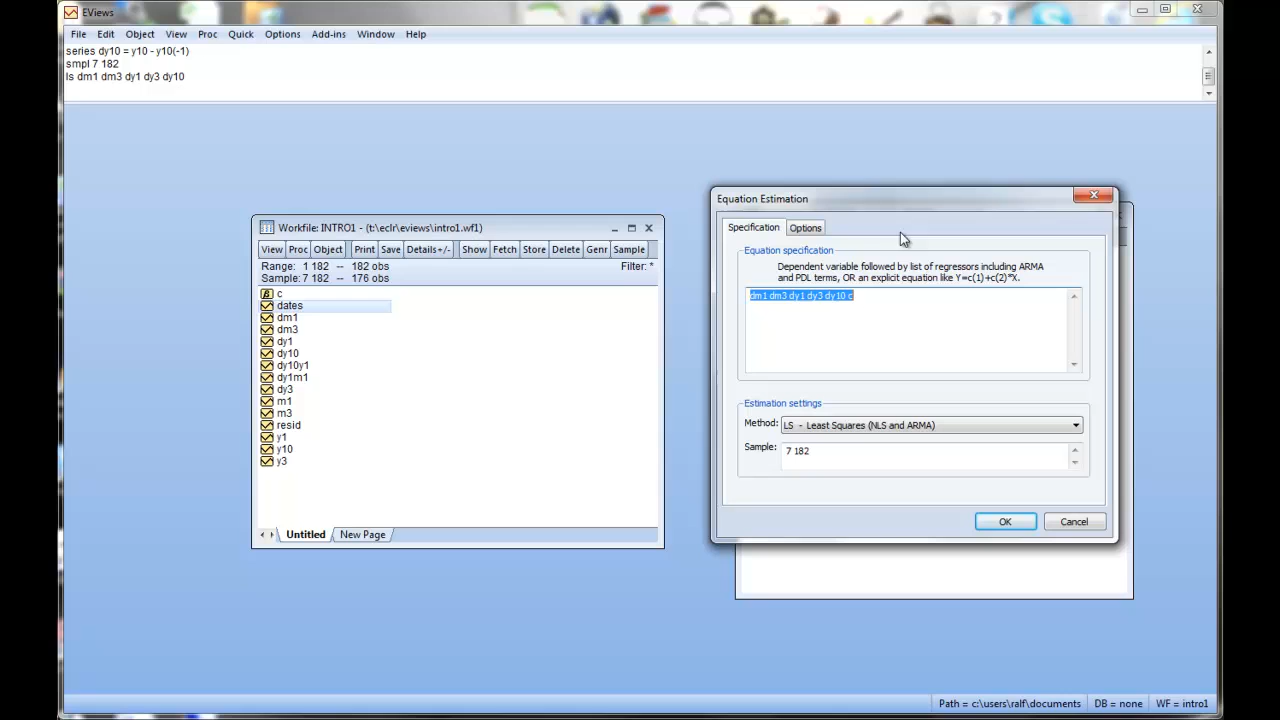 EViews
File Edit Object View Proc Quick Options Add-ins Window Help
series dy10 = y10 - y10(-1)
smpl 7 182
ls dm1 dm3 dy1 dy3 dy10
Workfile: INTRO1 - (t:\eclr\eviews\intro1.wf1)
View Proc Object Print Save Details+/- Show Fetch Store Delete Genr Sample
Range: 1 182 -- 182 obs Filter: *
Sample: 7 182 -- 176 obs
c
dates
dm1
dm3
dy1
dy10
dy10y1
dy1m1
dy3
m1
m3
resid
y1
y10
y3
Untitled New Page
Equation Estimation
Specification Options
Equation specification
Dependent variable followed by list of regressors including ARMA
and PDL terms, OR an explicit equation like Y=c(1)+c(2)*X.
dm1 dm3 dy1 dy3 dy10 c
Estimation settings
Method: LS - Least Squares (NLS and ARMA)
Sample: 7 182
OK Cancel
Path = c:\users\ralf\documents DB = none WF = intro1